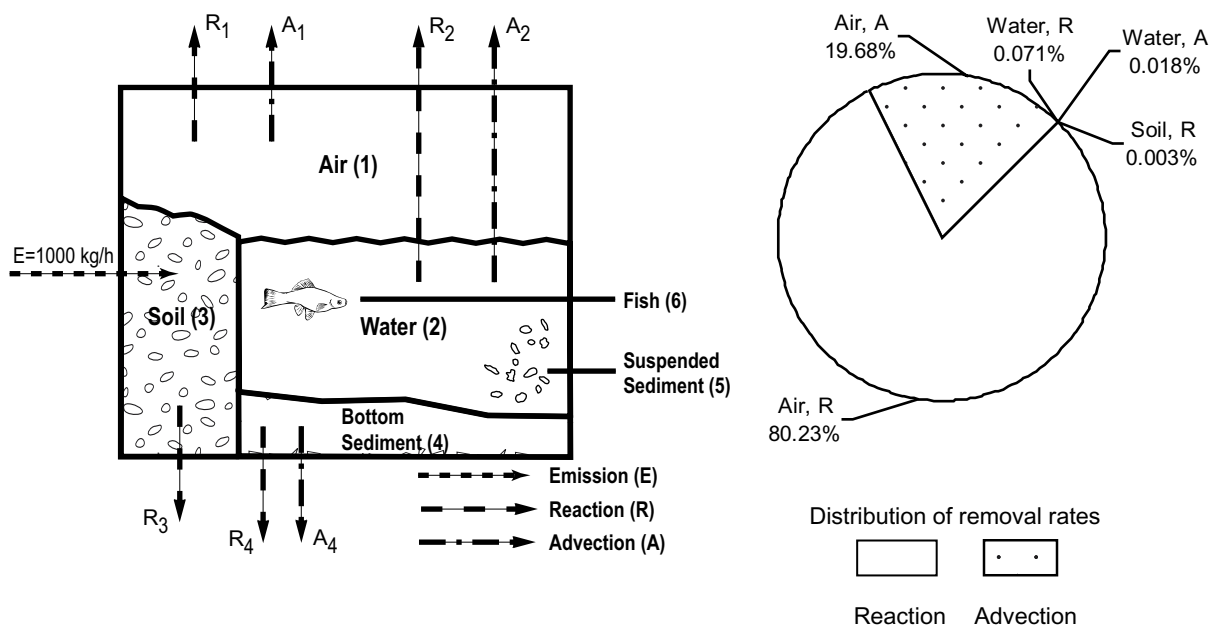 R1
A1
R2
A2
Air (1)
E=1000 kg/h
Soil (3)
Water (2)
Fish (6)
Suspended
Sediment (5)
Bottom
Sediment (4)
R3
R4
A4
Emission (E)
Reaction (R)
Advection (A)
Air, A
19.68%
Water, R
0.071%
Water, A
0.018%
Soil, R
0.003%
Air, R
80.23%
Distribution of removal rates
Reaction
Advection